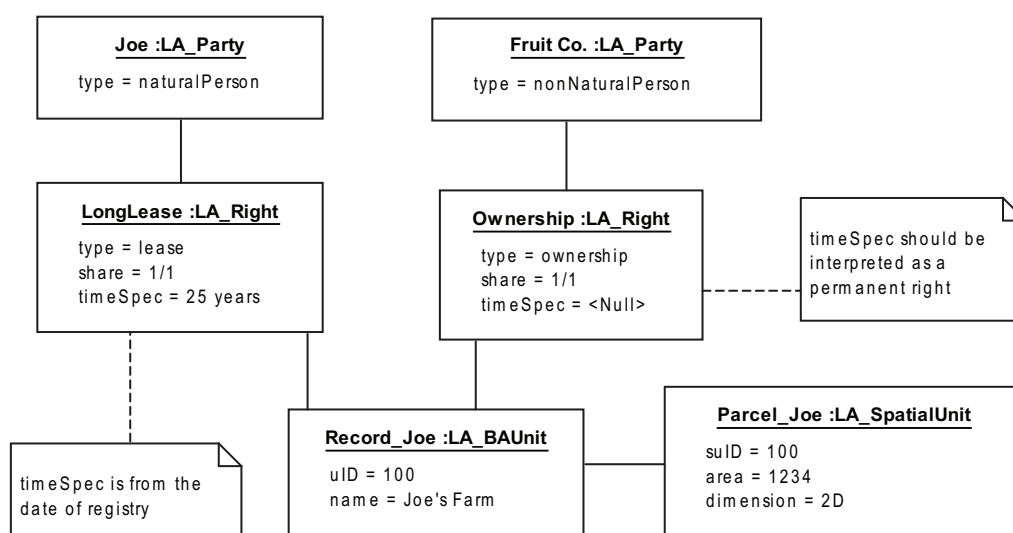 Joe :LA_Party
type = naturalPerson
Fruit Co. :LA_Party
type = nonNaturalPerson
LongLease :LA_Right
type = lease
share = 1/1
timeSpec = 25 years
Ownership :LA_Right
type = ownership
share = 1/1
timeSpec = <Null>
timeSpec should be
interpreted as a
permanent right
timeSpec is from the
date of registry
Record_Joe :LA_BAUnit
uID = 100
name = Joe's Farm
Parcel_Joe :LA_SpatialUnit
suID = 100
area = 1234
dimension = 2D